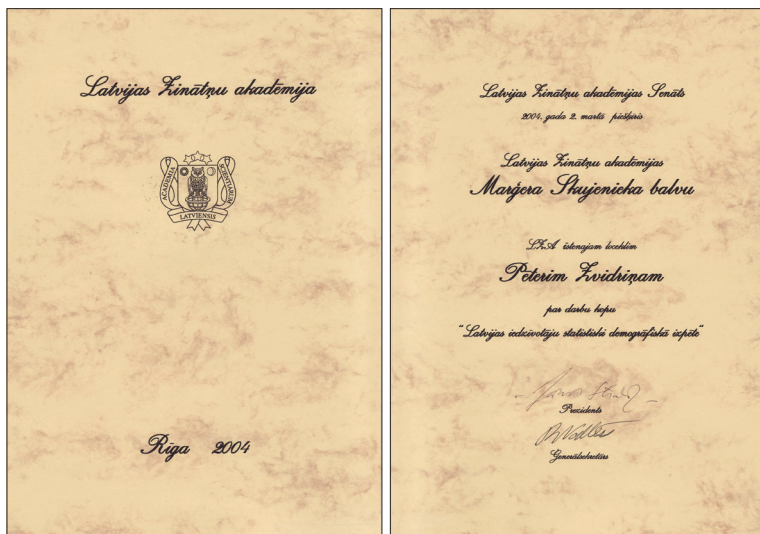 Latvijas Zinātņu akadēmija
ACADEMIA
SCIENTIARUM
LATVIENSIS
Rīga 2004
Latvijas Zinātņu akadēmijas Senāts
2004. gada 2. martā piešķiris
Latvijas Zinātņu akadēmijas
Marģera Skujenieka balvu
LZA īstenajam loceklim
Pēterim Zvidriņam
par darbu kopu
"Latvijas iedzīvotāju statistiski demogrāfiskā izpēte"
Prezidents
Ģenerālsekretārs